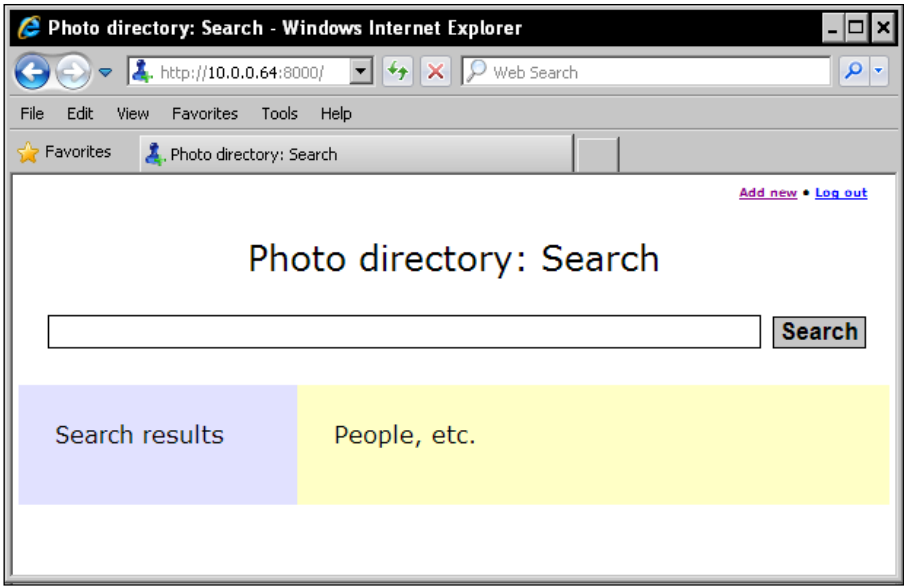 Photo directory: Search - Windows Internet Explorer
http://10.0.0.64:8000/ Web Search
File Edit View Favorites Tools Help
Favorites Photo directory: Search
Add new • Log out
Photo directory: Search
Search
Search results People, etc.